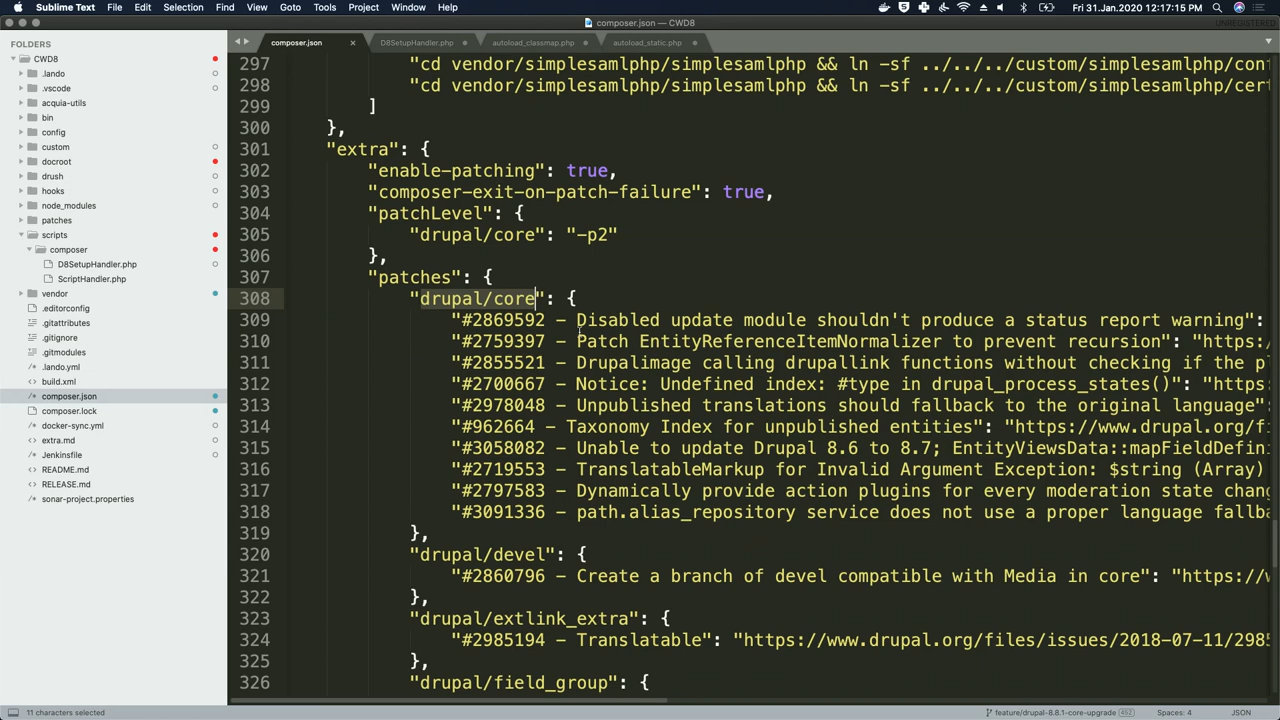 Sublime Text File Edit Selection Find View Goto Tools Project Window Help Fri 31.Jan.2020 12:17:15
composer.json — CWD8 UNREGISTERED
FOLDERS composer.json D8SetupHandler.php autoload_classmap.php autoload_static.php
CWD8
.lando
.vscode
acquia-utils
bin
config
custom
docroot
drush
hooks
node_modules
patches
scripts
composer
D8SetupHandler.php
ScriptHandler.php
vendor
.editorconfig
.gitattributes
.gitignore
.gitmodules
.lando.yml
build.xml
composer.json
composer.lock
docker-sync.yml
extra.md
Jenkinsfile
README.md
RELEASE.md
sonar-project.properties
297 "cd vendor/simplesamlphp/simplesamlphp && ln -sf ../../../custom/simplesamlphp/con
298 "cd vendor/simplesamlphp/simplesamlphp && ln -sf ../../../custom/simplesamlphp/cer
299 ]
300 },
301 "extra": {
302 "enable-patching": true,
303 "composer-exit-on-patch-failure": true,
304 "patchLevel": {
305 "drupal/core": "-p2"
306 },
307 "patches": {
308 "drupal/core": {
309 "#2869592 - Disabled update module shouldn't produce a status report warning":
310 "#2759397 - Patch EntityReferenceItemNormalizer to prevent recursion": "https:/
311 "#2855521 - Drupalimage calling drupallink functions without checking if the pl
312 "#2700667 - Notice: Undefined index: #type in drupal_process_states()": "https
313 "#2978048 - Unpublished translations should fallback to the original language"
314 "#962664 - Taxonomy Index for unpublished entities": "https://www.drupal.org/fi
315 "#3058082 - Unable to update Drupal 8.6 to 8.7; EntityViewsData::mapFieldDefin
316 "#2719553 - TranslatableMarkup for Invalid Argument Exception: $string (Array)
317 "#2797583 - Dynamically provide action plugins for every moderation state chang
318 "#3091336 - path.alias_repository service does not use a proper language fallba
319 },
320 "drupal/devel": {
321 "#2860796 - Create a branch of devel compatible with Media in core": "https://w
322 },
323 "drupal/extlink_extra": {
324 "#2985194 - Translatable": "https://www.drupal.org/files/issues/2018-07-11/2985
325 },
326 "drupal/field_group": {
11 characters selected feature/drupal-8.8.1-core-upgrade 452 Spaces: 4 JSON